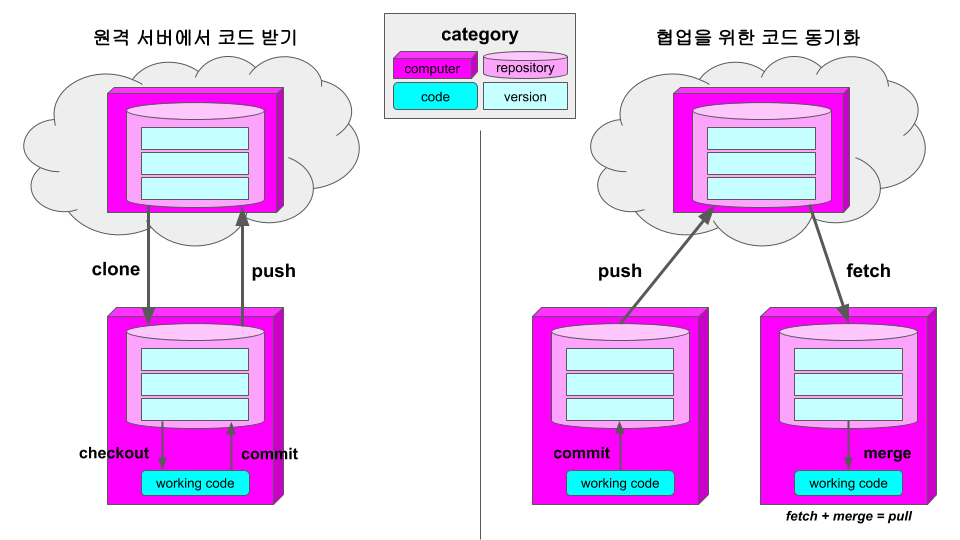 원격 서버에서 코드 받기
category
computer
repository
code
version
협업을 위한 코드 동기화
clone
push
checkout
commit
working code
push
fetch
commit
working code
merge
working code
fetch + merge = pull